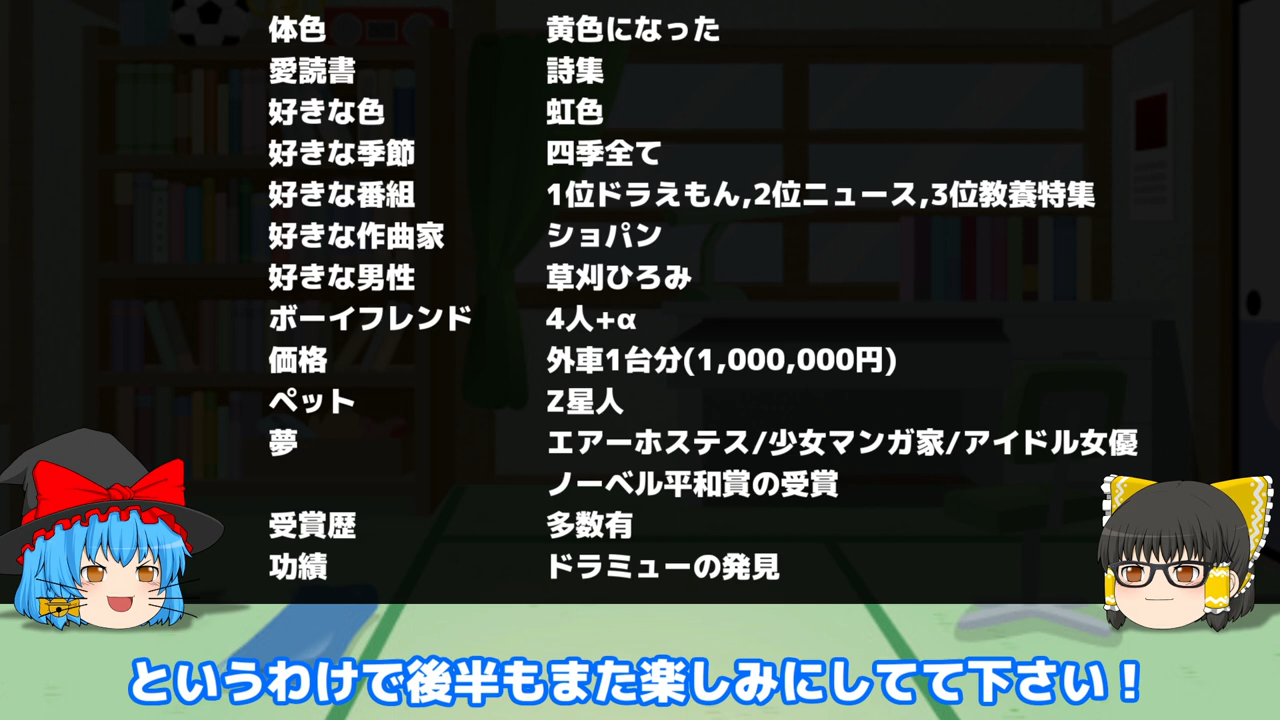 体色 黄色になった
愛読書 詩集
好きな色 虹色
好きな季節 四季全て
好きな番組 1位ドラえもん,2位ニュース,3位教養特集
好きな作曲家 ショパン
好きな男性 草刈ひろみ
ボーイフレンド 4人+α
価格 外車1台分(1,000,000円)
ペット Z星人
夢 エアーホステス/少女マンガ家/アイドル女優
ノーベル平和賞の受賞
受賞歴 多数有
功績 ドラミューの発見
というわけで後半もまた楽しみにしてて下さい！